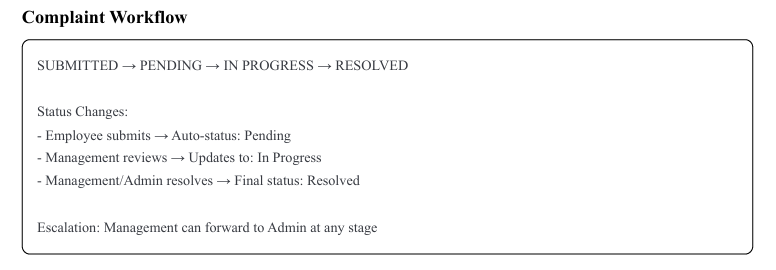 Complaint Workflow
SUBMITTED → PENDING → IN PROGRESS → RESOLVED
Status Changes:
- Employee submits → Auto-status: Pending
- Management reviews → Updates to: In Progress
- Management/Admin resolves → Final status: Resolved
Escalation: Management can forward to Admin at any stage